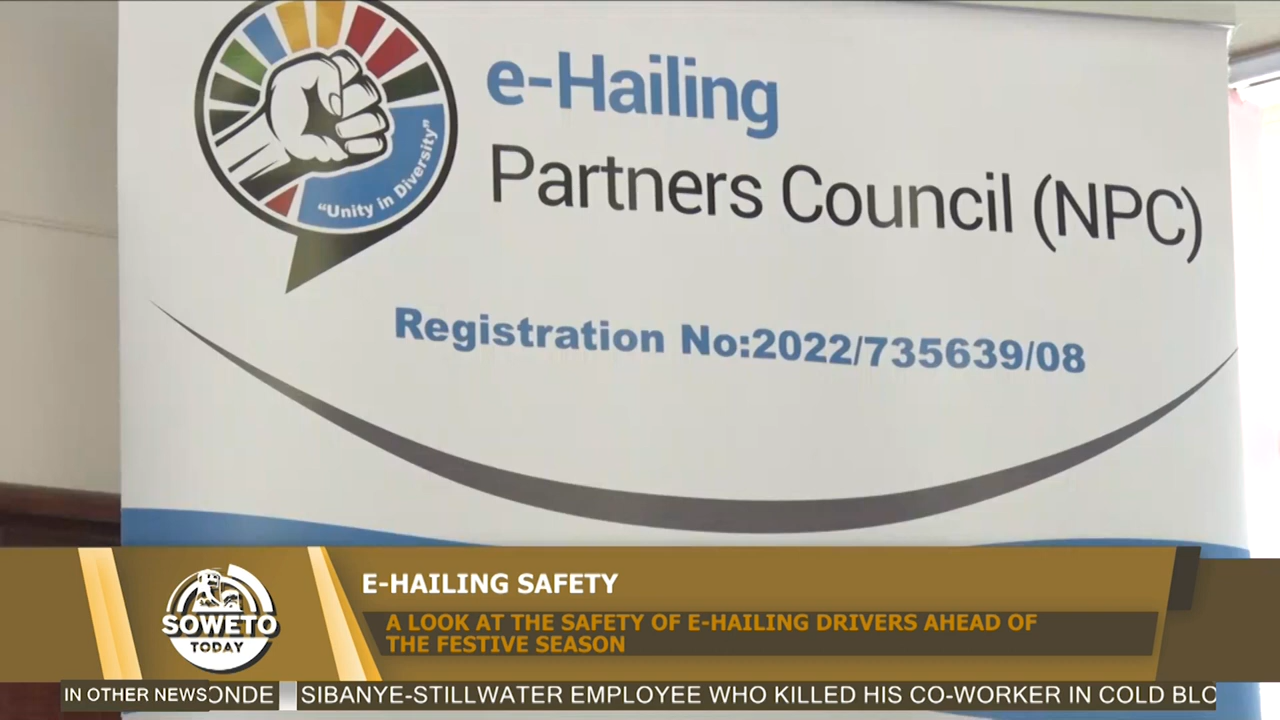 e-Hailing
Partners Council (NPC)
"Unity in Diversity"
Registration No:2022/735639/08
E-HAILING SAFETY
A LOOK AT THE SAFETY OF E-HAILING DRIVERS AHEAD OF
THE FESTIVE SEASON
SOWETO
TODAY
IN OTHER NEWS
SIBANYE-STILLWATER EMPLOYEE WHO KILLED HIS CO-WORKER IN COLD